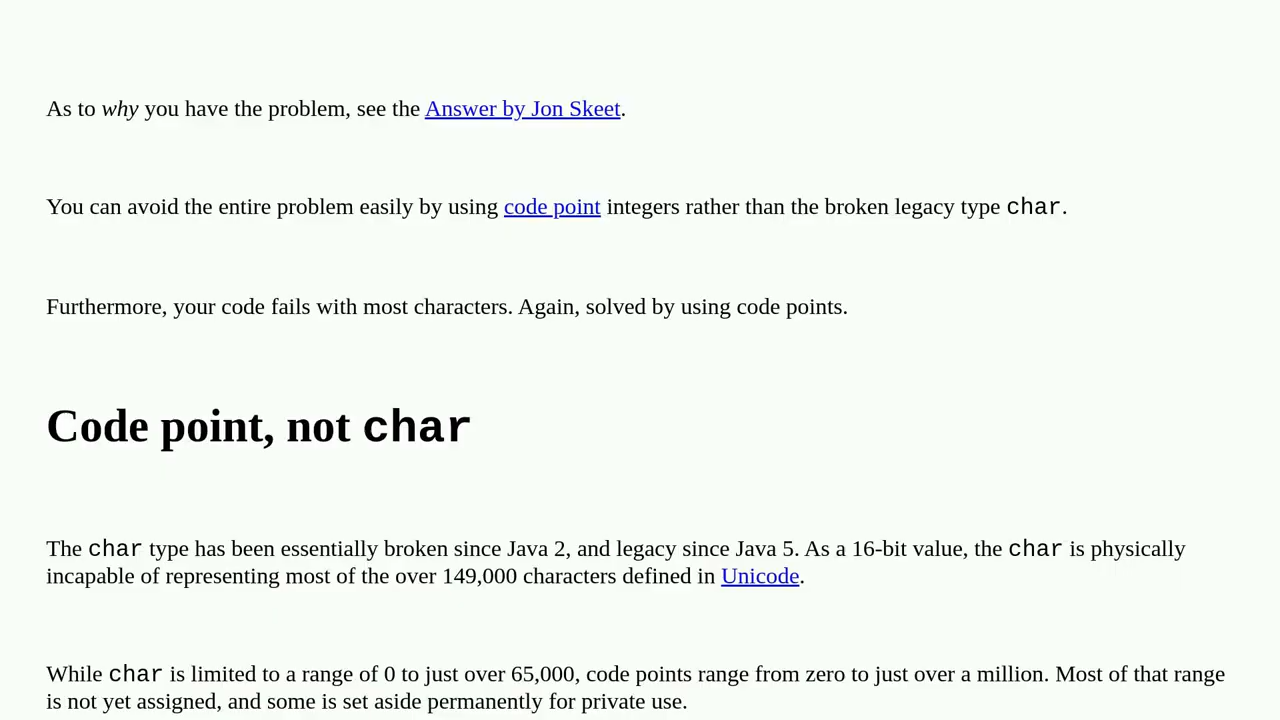 As to why you have the problem, see the Answer by Jon Skeet.
You can avoid the entire problem easily by using code point integers rather than the broken legacy type char.
Furthermore, your code fails with most characters. Again, solved by using code points.
Code point, not char
The char type has been essentially broken since Java 2, and legacy since Java 5. As a 16-bit value, the char is physically
incapable of representing most of the over 149,000 characters defined in Unicode.
While char is limited to a range of 0 to just over 65,000, code points range from zero to just over a million. Most of that range
is not yet assigned, and some is set aside permanently for private use.